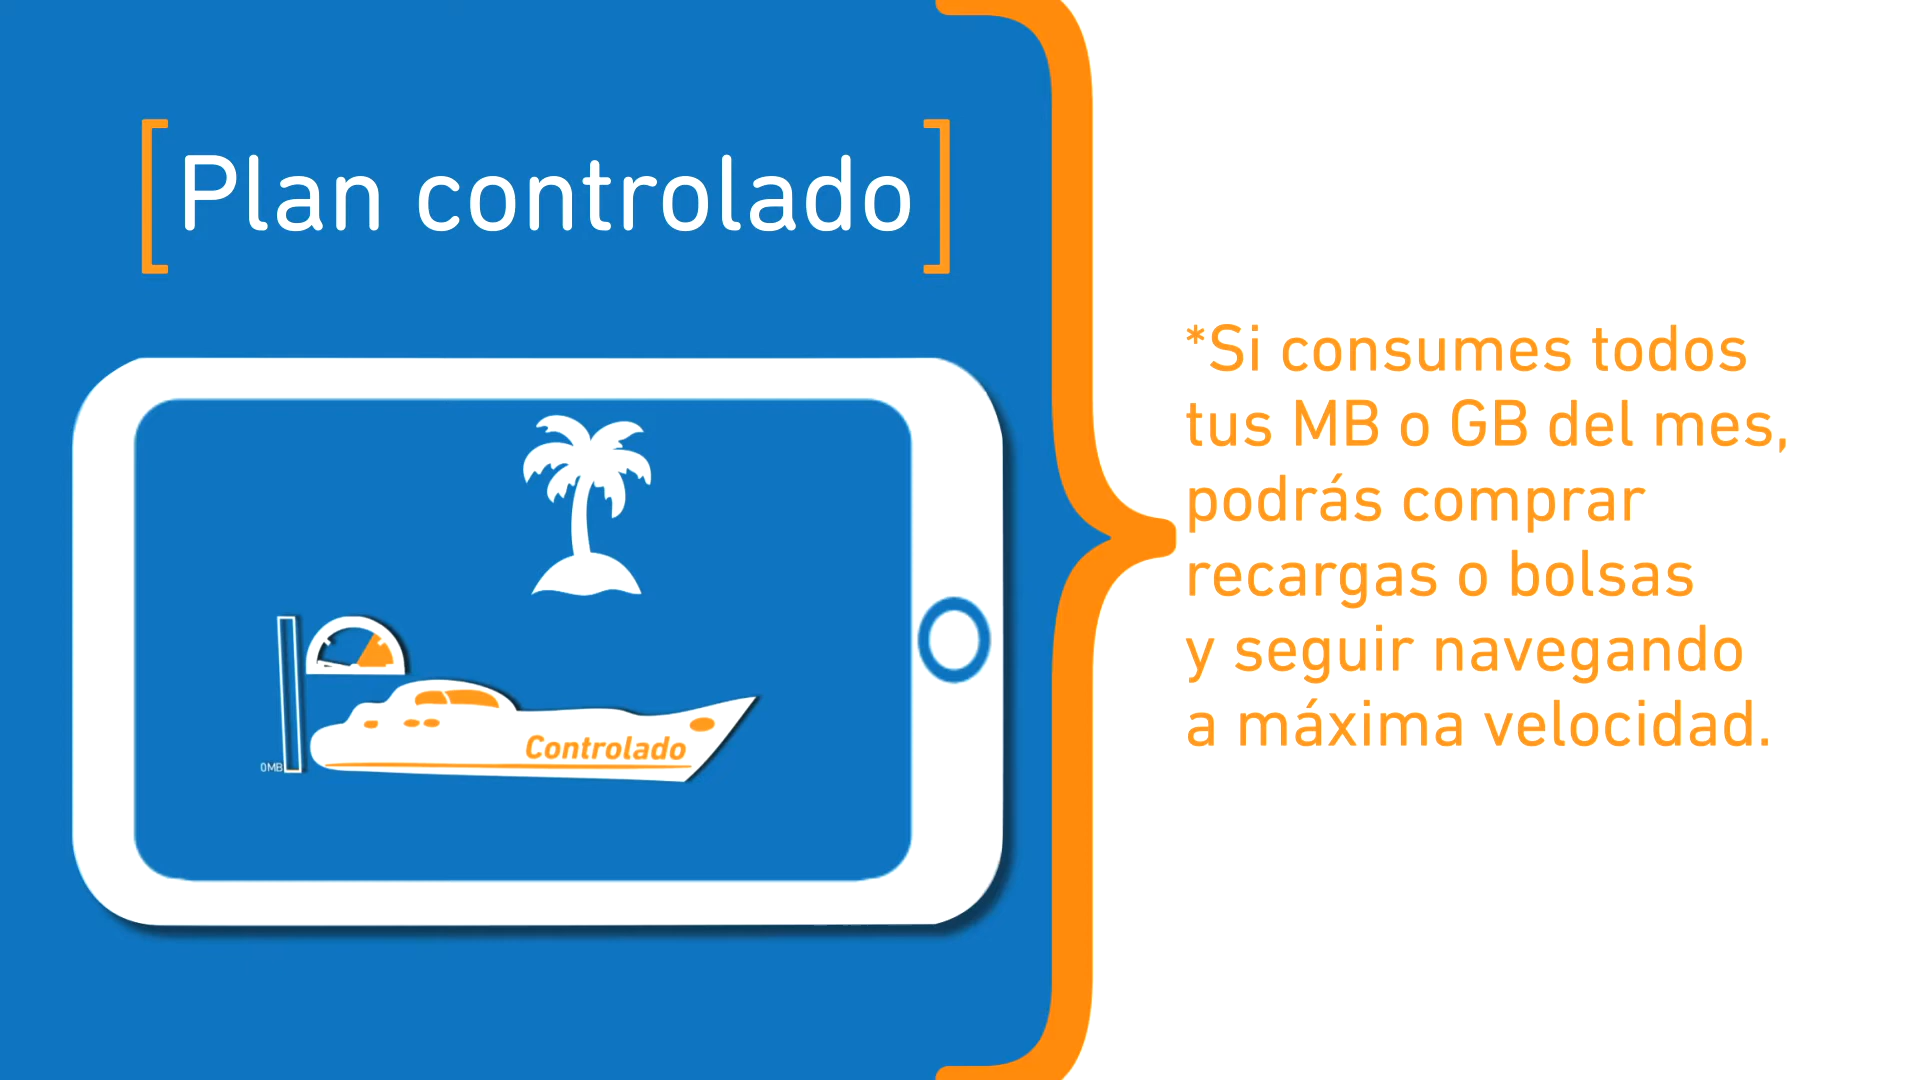 [Plan controlado]
0MB
Controlado
*Si consumes todos
tus MB o GB del mes,
podrás comprar
recargas o bolsas
y seguir navegando
a máxima velocidad.